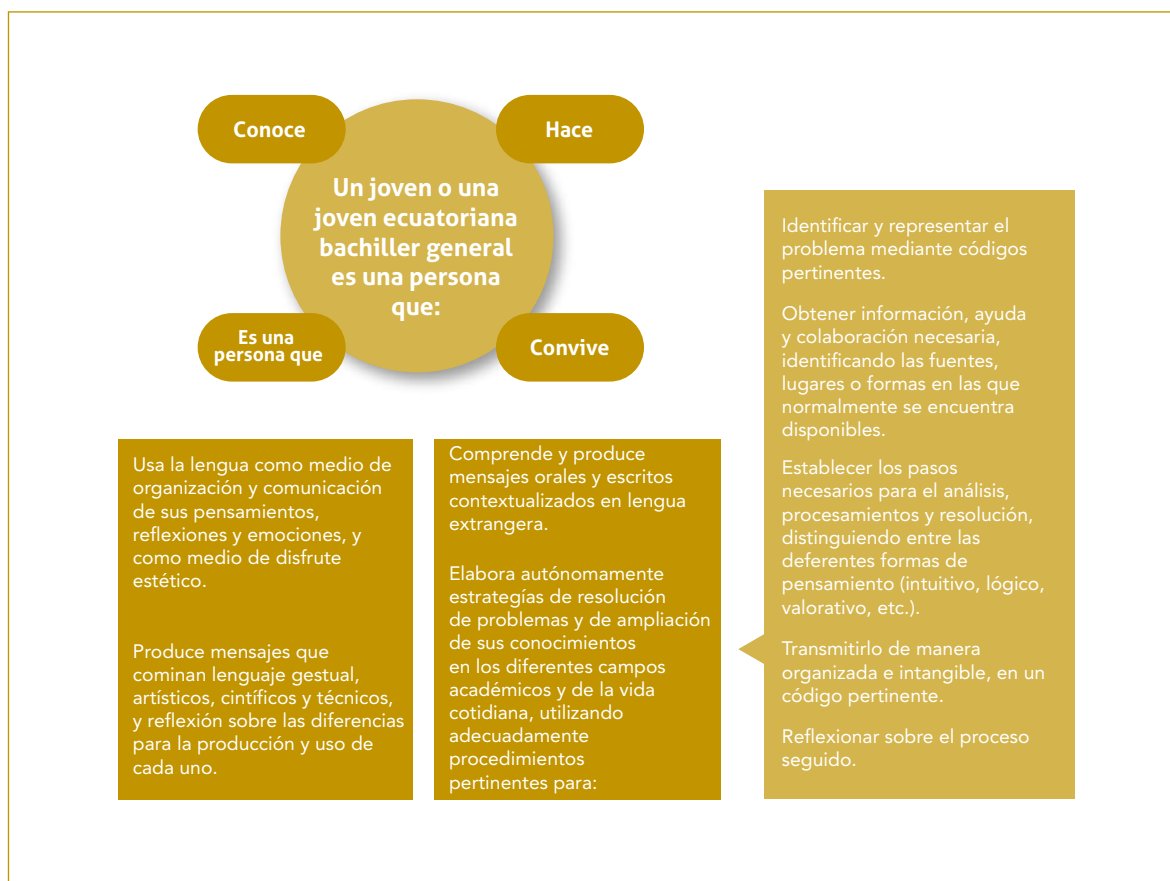 Conoce
Hace
Un joven o una
joven ecuatoriana
bachiller general
es una persona
que:
Es una
persona que
Convive
Usa la lengua como medio de
organización y comunicación
de sus pensamientos,
reflexiones y emociones, y
como medio de disfrute
estético.
Produce mensajes que
cominan lenguaje gestual,
artísticos, cintíficos y técnicos,
y reflexión sobre las diferencias
para la producción y uso de
cada uno.
Comprende y produce
mensajes orales y escritos
contextualizados en lengua
extrangera.
Elabora autónomamente
estrategías de resolución
de problemas y de ampliación
de sus conocimientos
en los diferentes campos
académicos y de la vida
cotidiana, utilizando
adecuadamente
procedimientos
pertinentes para:
Identificar y representar el
problema mediante códigos
pertinentes.
Obtener información, ayuda
y colaboración necesaria,
identificando las fuentes,
lugares o formas en las que
normalmente se encuentra
disponibles.
Establecer los pasos
necesarios para el análisis,
procesamientos y resolución,
distinguiendo entre las
deferentes formas de
pensamiento (intuitivo, lógico,
valorativo, etc.).
Transmitirlo de manera
organizada e intangible, en un
código pertinente.
Reflexionar sobre el proceso
seguido.